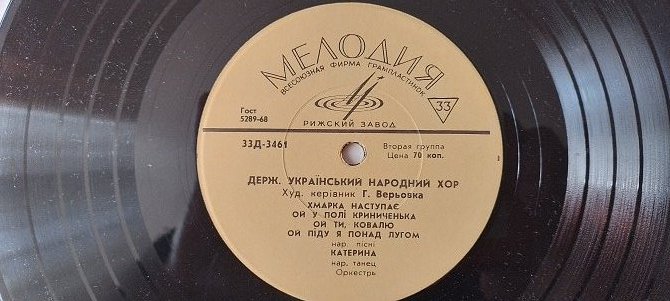 МЕЛОДИЯ
ВСЕСОЮЗНАЯ ФИРМА ГРАМПЛАСТИНОК
33
Гост
5289-68
РИЖСКИЙ ЗАВОД
33Д-3461
Вторая группа
Цена 70 коп.
ДЕРЖ. УКРАЇНСЬКИЙ НАРОДНИЙ ХОР
Худ. керівник Г. Верьовка
ХМАРКА НАСТУПАЄ
ОЙ У ПОЛІ КРИНИЧЕНЬКА
ОЙ ТИ, КОВАЛЮ
ОЙ ПІДУ Я ПОНАД ЛУГОМ
нар. пісні
КАТЕРИНА
нар. танец
Оркестрь